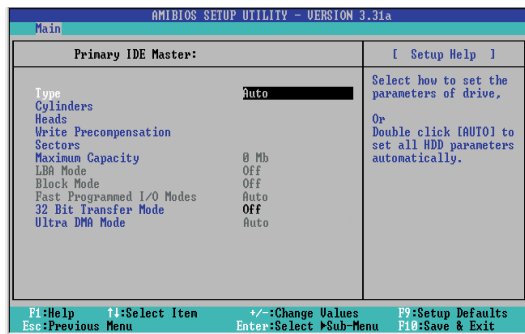 AMIBIOS SETUP UTILITY - VERSION 3.31a
Main
Primary IDE Master:
[ Setup Help ]
Type Auto
Cylinders
Heads
Write Precompensation
Sectors
Maximum Capacity 0 Mb
LBA Mode Off
Block Mode Off
Fast Programmed I/O Modes Auto
32 Bit Transfer Mode Off
Ultra DMA Mode Auto
Select how to set the
parameters of drive,
Or
Double click [AUTO] to
set all HDD parameters
automatically.
F1:Help ↑↓:Select Item +/-:Change Values F9:Setup Defaults
Esc:Previous Menu Enter:Select ▶Sub-Menu F10:Save & Exit